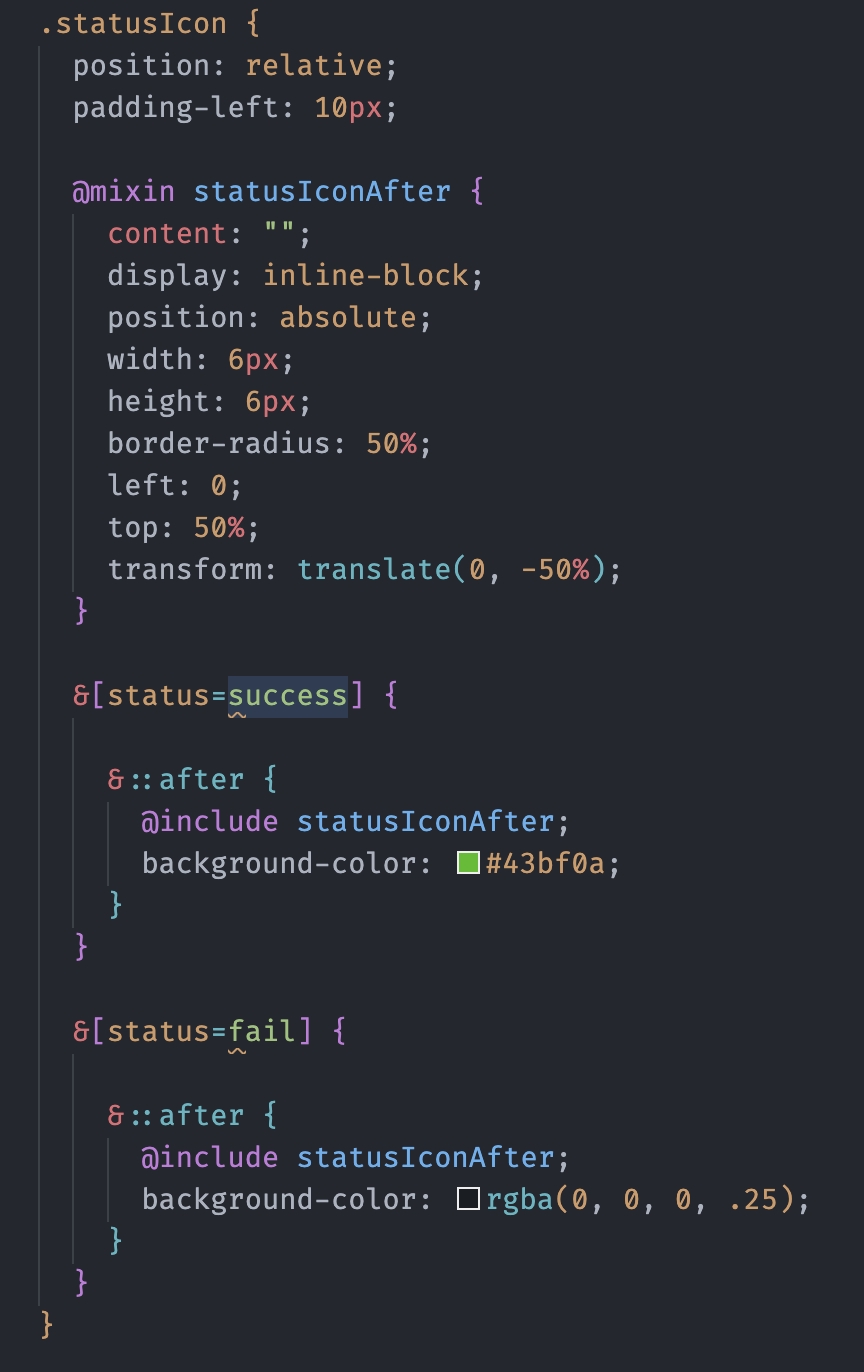 .statusIcon {
position: relative;
padding-left: 10px;
@mixin statusIconAfter {
content: "";
display: inline-block;
position: absolute;
width: 6px;
height: 6px;
border-radius: 50%;
left: 0;
top: 50%;
transform: translate(0, -50%);
}
&[status=success] {
&::after {
@include statusIconAfter;
background-color: #43bf0a;
}
}
&[status=fail] {
&::after {
@include statusIconAfter;
background-color: rgba(0, 0, 0, .25);
}
}
}